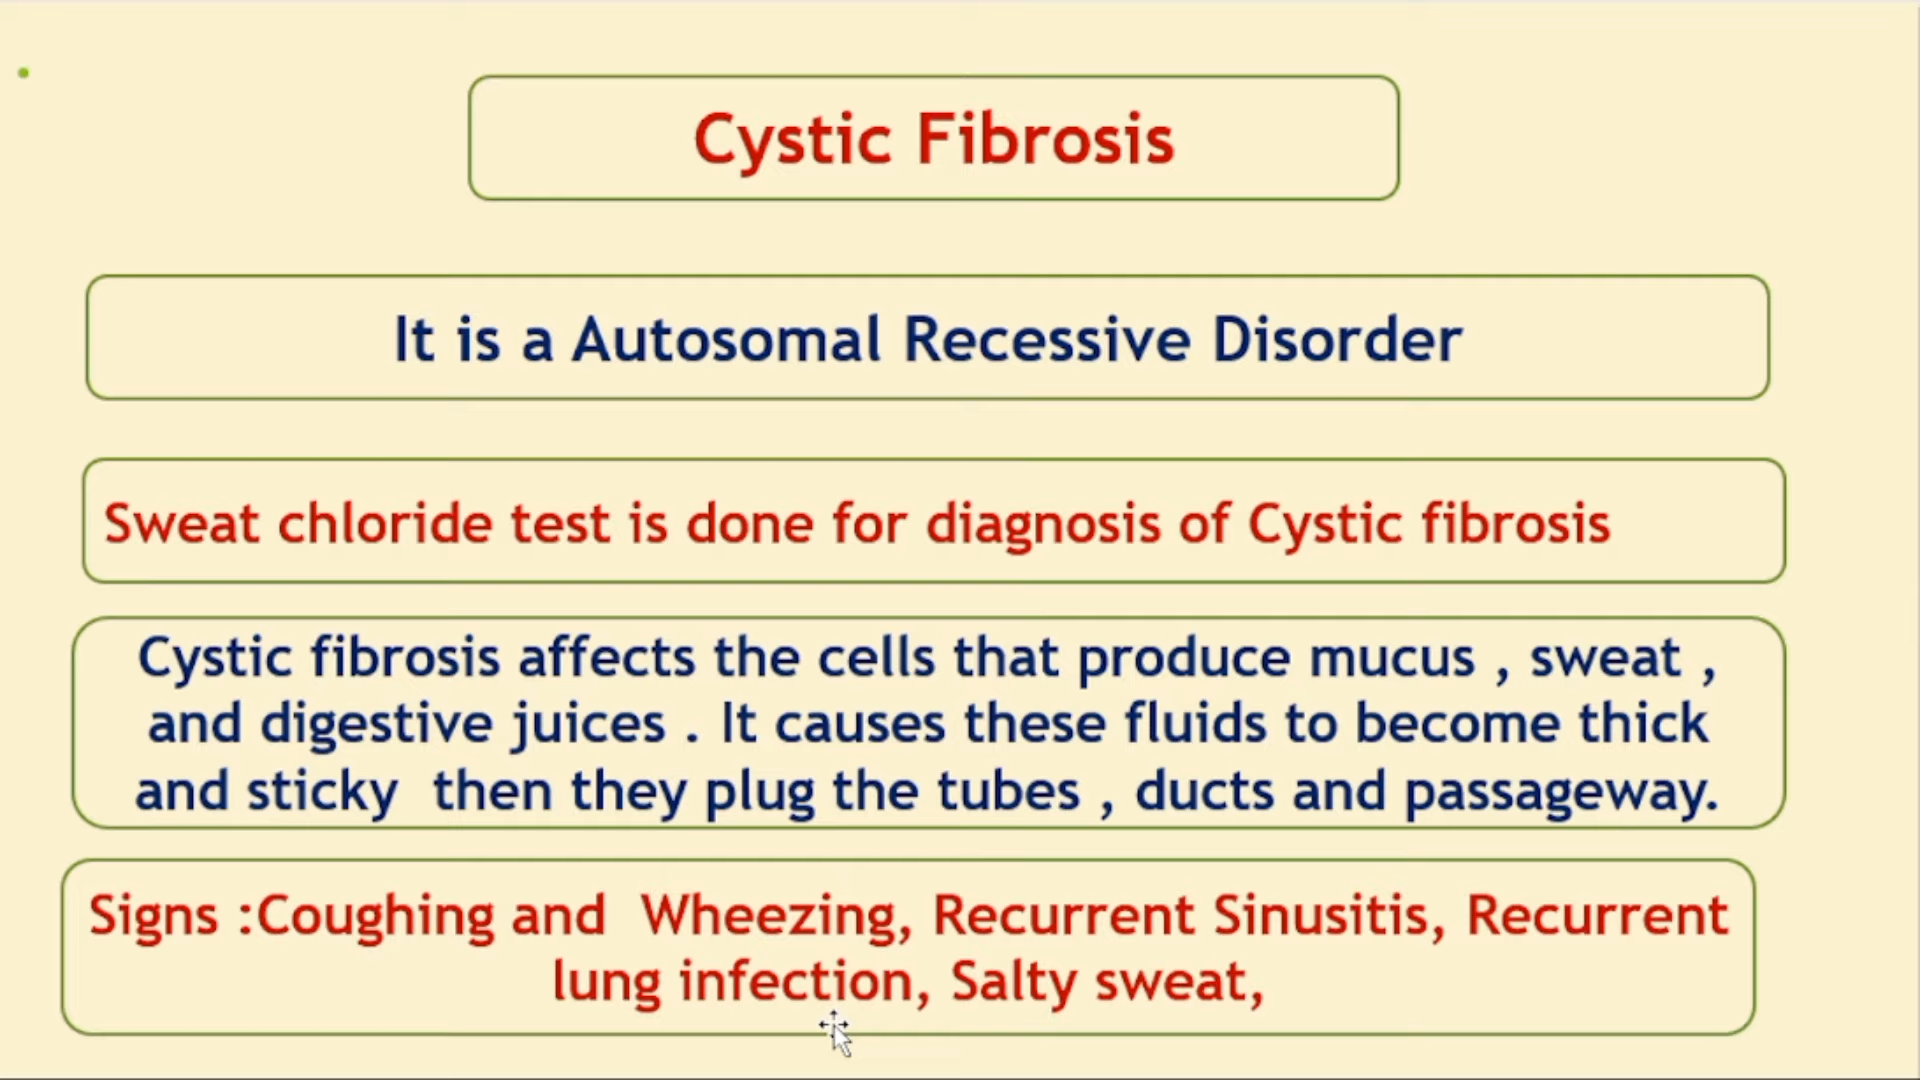 Cystic Fibrosis
It is a Autosomal Recessive Disorder
Sweat chloride test is done for diagnosis of Cystic fibrosis
Cystic fibrosis affects the cells that produce mucus , sweat ,
and digestive juices . It causes these fluids to become thick
and sticky  then they plug the tubes , ducts and passageway.
Signs :Coughing and  Wheezing, Recurrent Sinusitis, Recurrent
lung infection, Salty sweat,